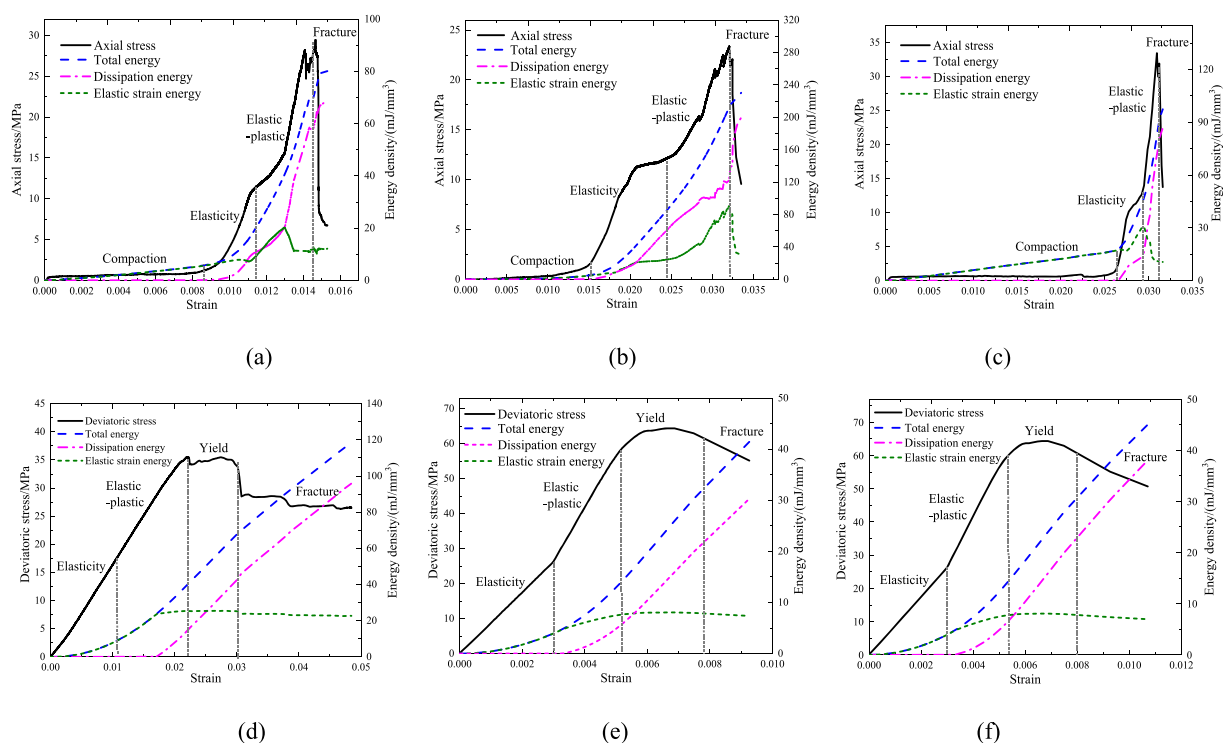 Axial stress/MPa
30
25
20
15
10
5
0
Axial stress
Total energy
Dissipation energy
Elastic strain energy
Compaction
Elasticity
Elastic
-plastic
Fracture
100
80
60
40
20
0
Energy density/(mJ/mm³)
0.000 0.002 0.004 0.006 0.008 0.010 0.012 0.014 0.016
Strain
(a)
Axial stress/MPa
25
20
15
10
5
0
Axial stress
Total energy
Dissipation energy
Elastic strain energy
Compaction
Elasticity
Elastic
-plastic
Fracture
320
280
240
200
160
120
80
40
0
Energy density/(mJ/mm³)
0.000 0.005 0.010 0.015 0.020 0.025 0.030 0.035
Strain
(b)
Axial stress/MPa
35
30
25
20
15
10
5
0
Axial stress
Total energy
Dissipation energy
Elastic strain energy
Compaction
Elasticity
Elastic
-plastic
Fracture
120
90
60
30
0
Energy density/(mJ/mm³)
0.000 0.005 0.010 0.015 0.020 0.025 0.030 0.035
Strain
(c)
Deviatoric stress/MPa
45
40
35
30
25
20
15
10
5
0
Deviatoric stress
Total energy
Dissipation energy
Elastic strain energy
Elasticity
Elastic
-plastic
Yield
Fracture
140
120
100
80
60
40
20
0
Energy density/(mJ/mm³)
0.00 0.01 0.02 0.03 0.04 0.05
Strain
(d)
Deviatoric stress/MPa
70
60
50
40
30
20
10
0
Deviatoric stress
Total energy
Dissipation energy
Elastic strain energy
Elasticity
Elastic
-plastic
Yield
Fracture
50
40
30
20
10
0
Energy density/(mJ/mm³)
0.000 0.002 0.004 0.006 0.008 0.010
Strain
(e)
Deviatoric stress/MPa
70
60
50
40
30
20
10
0
Deviatoric stress
Total energy
Dissipation energy
Elastic strain energy
Elasticity
Elastic
-plastic
Yield
Fracture
50
40
30
20
10
0
Energy density/(mJ/mm³)
0.000 0.002 0.004 0.006 0.008 0.010 0.012
Strain
(f)